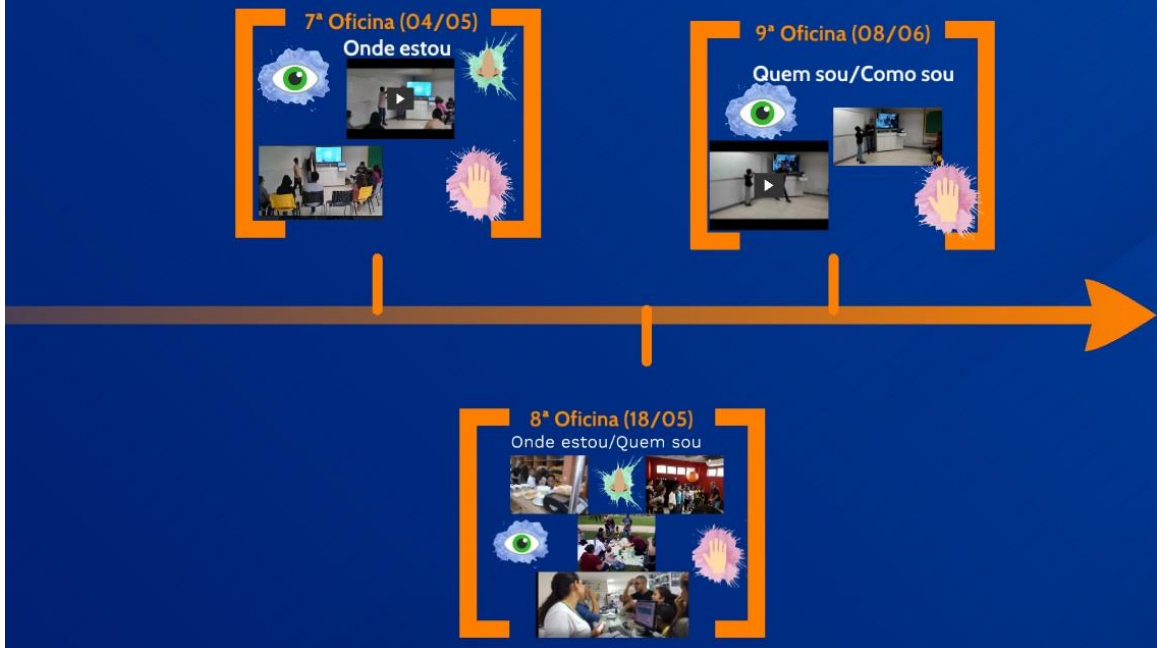 7ª Oficina (04/05)
Onde estou
9ª Oficina (08/06)
Quem sou/Como sou
8ª Oficina (18/05)
Onde estou/Quem sou